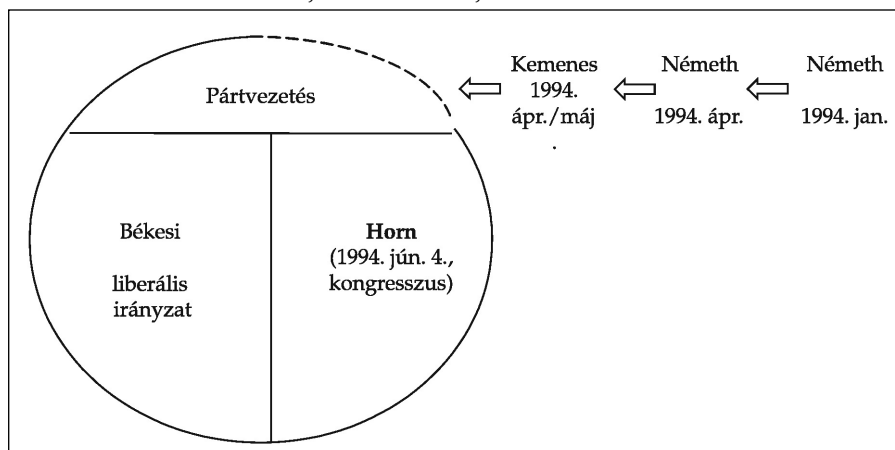 Pártvezetés
Kemenes
1994.
ápr./máj
.
Németh
1994. ápr.
Németh
1994. jan.
Békesi
liberális
irányzat
Horn
(1994. jún. 4.,
kongresszus)